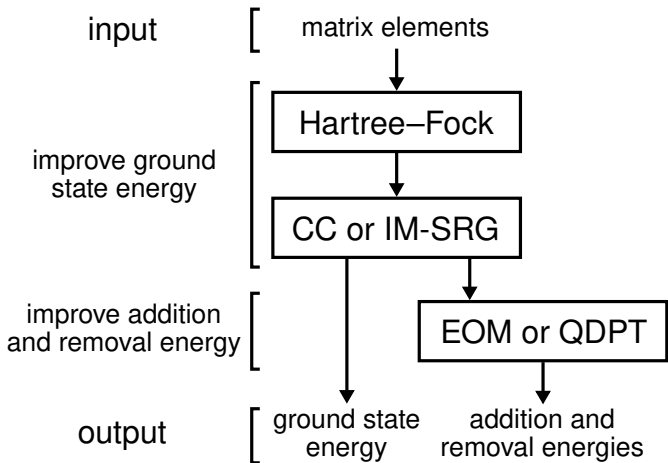 input
matrix elements
Hartree–Fock
improve ground
state energy
CC or IM-SRG
improve addition
and removal energy
EOM or QDPT
output
ground state
energy
addition and
removal energies